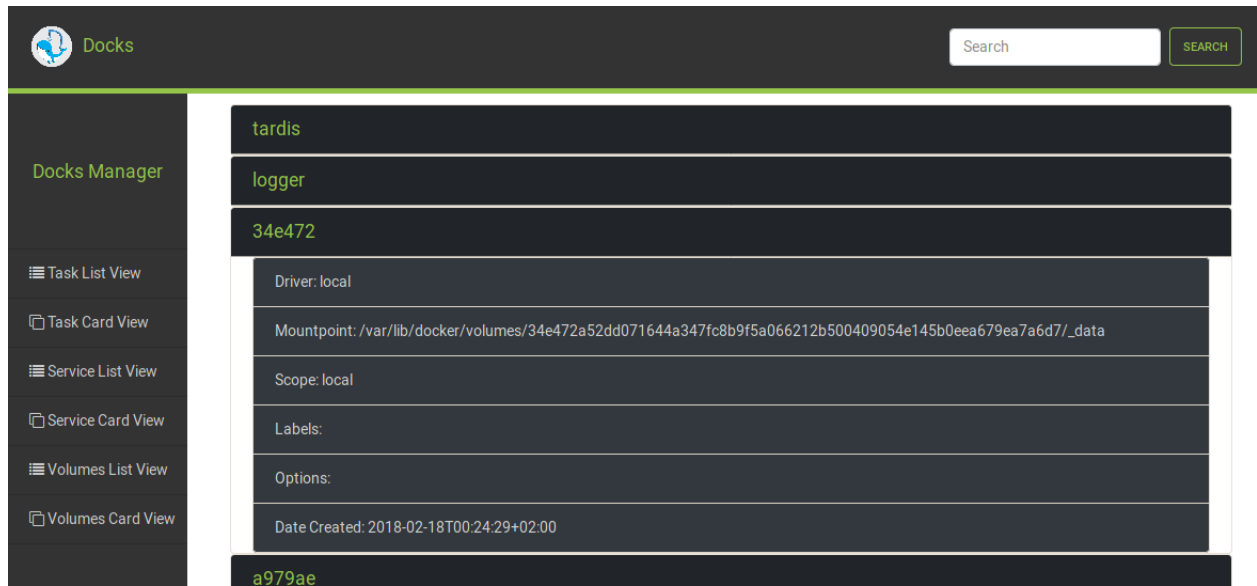 Docks
Search
SEARCH
Docks Manager
Task List View
Task Card View
Service List View
Service Card View
Volumes List View
Volumes Card View
tardis
logger
34e472
Driver: local
Mountpoint: /var/lib/docker/volumes/34e472a52dd071644a347fc8b9f5a066212b500409054e145b0eea679ea7a6d7/_data
Scope: local
Labels:
Options:
Date Created: 2018-02-18T00:24:29+02:00
a979ae